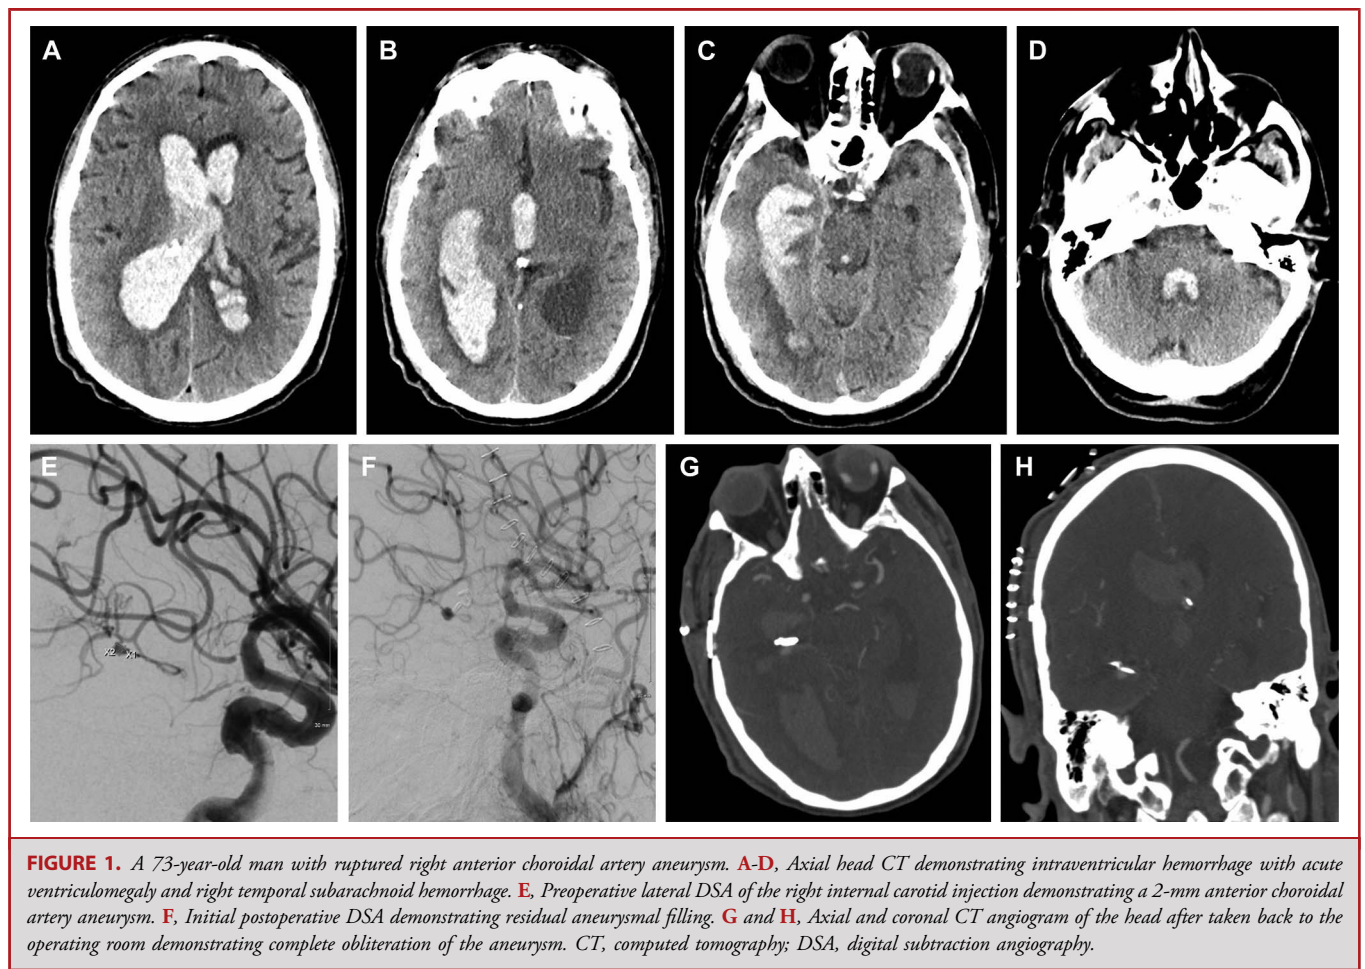 A
B
C
D
E
X2 X1
30 mm
F
G
H
FIGURE 1. A 73-year-old man with ruptured right anterior choroidal artery aneurysm. A-D, Axial head CT demonstrating intraventricular hemorrhage with acute
ventriculomegaly and right temporal subarachnoid hemorrhage. E, Preoperative lateral DSA of the right internal carotid injection demonstrating a 2-mm anterior choroidal
artery aneurysm. F, Initial postoperative DSA demonstrating residual aneurysmal filling. G and H, Axial and coronal CT angiogram of the head after taken back to the
operating room demonstrating complete obliteration of the aneurysm. CT, computed tomography; DSA, digital subtraction angiography.